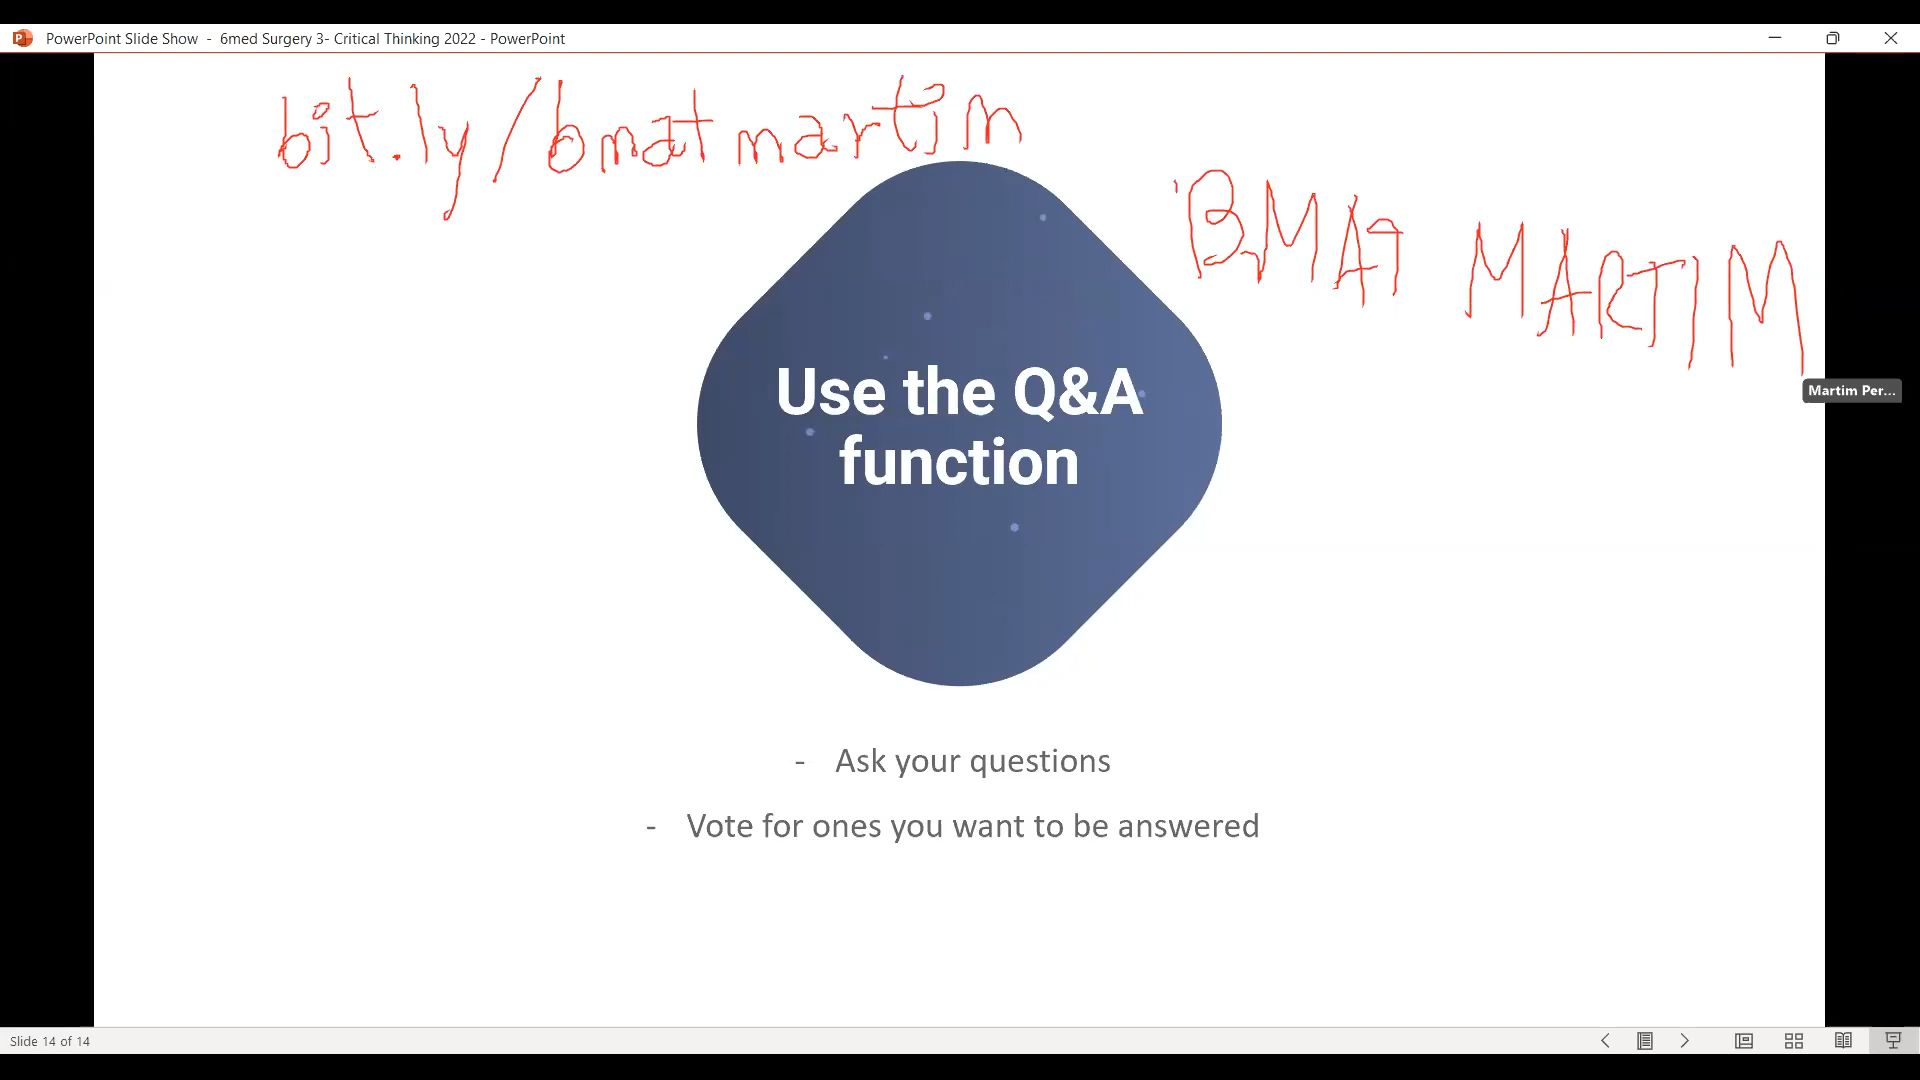 PowerPoint Slide Show - 6med Surgery 3- Critical Thinking 2022 - PowerPoint
bit.ly/bmatmartim
BMAT MARTIM
Martim Per...
Use the Q&A
function
- Ask your questions
- Vote for ones you want to be answered
Slide 14 of 14